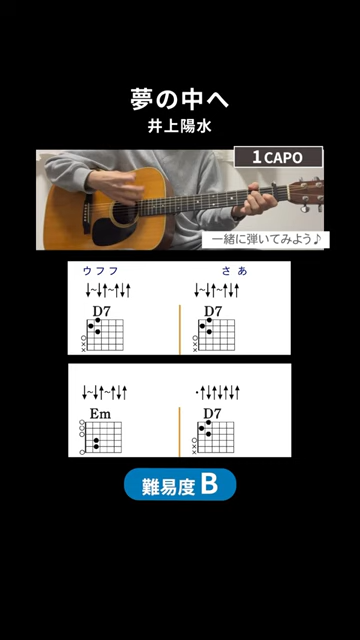 夢の中へ
井上陽水
1CAPO
一緒に弾いてみよう♪
ウフフ さあ
↓~↓↑~↑↓↑ ↓~↓↑~↑↓↑
D7 D7
↓~↓↑~↑↓↑ ・↑↓↑↓↑↓↑
Em D7
難易度 B